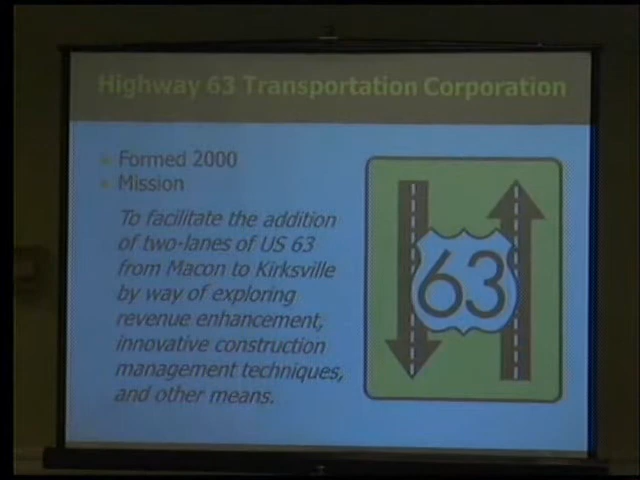 Highway 63 Transportation Corporation
Formed 2000
Mission
To facilitate the addition
of two-lanes of US 63
from Macon to Kirksville
by way of exploring
revenue enhancement,
innovative construction
management techniques,
and other means.
63